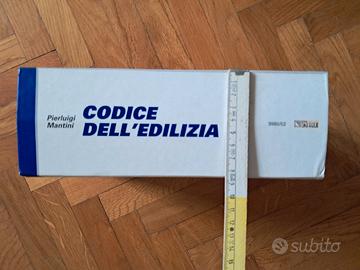 Pierluigi
Mantini
CODICE
DELL'EDILIZIA
subito